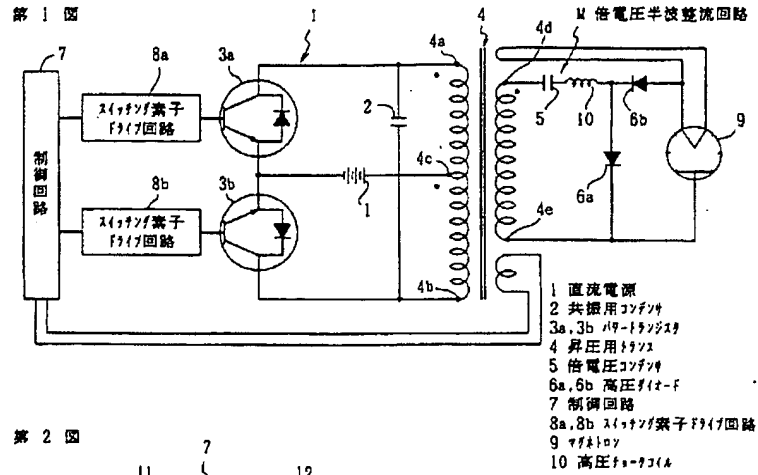 第 1 図
1
4
M 倍電圧半波整流回路
7
8a
3a
4a
4d
スイッチング素子
ドライブ回路
2
5
10
6b
9
制御回路
8b
3b
4c
1
6a
スイッチング素子
ドライブ回路
4b
4e
1 直流電源
2 共振用コンデンサ
3a,3b パワートランジスタ
4 昇圧用トランス
5 倍電圧コンデンサ
6a,6b 高圧ダイオード
7 制御回路
8a,8b スイッチング素子ドライブ回路
9 マグネトロン
10 高圧チョークコイル
第 2 図
7
11
12